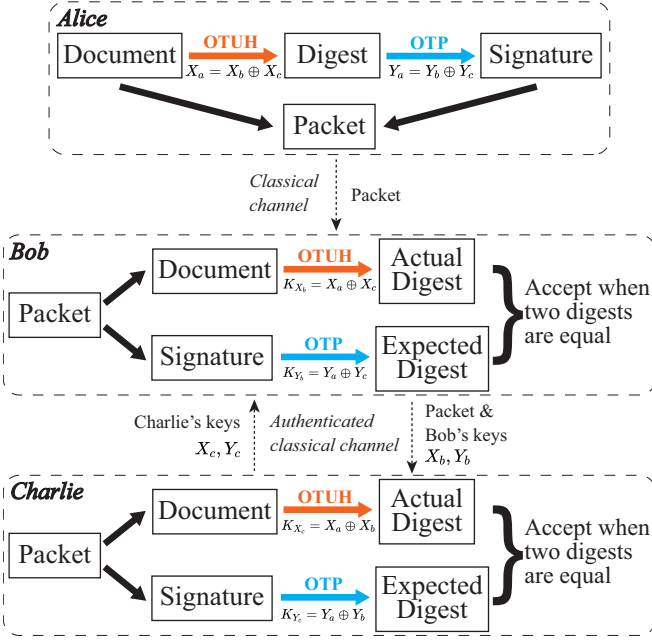 Alice
Document
OTUH
Digest
OTP
Signature
X_a = X_b ⊕ X_c
Y_a = Y_b ⊕ Y_c
Packet
Classical
channel
Packet
Bob
Packet
Document
OTUH
K_{X_b} = X_a ⊕ X_c
Actual
Digest
Signature
OTP
K_{Y_b} = Y_a ⊕ Y_c
Expected
Digest
Accept when
two digests
are equal
Charlie's keys
X_c, Y_c
Authenticated
classical channel
Packet &
Bob's keys
X_b, Y_b
Charlie
Packet
Document
OTUH
K_{X_c} = X_a ⊕ X_b
Actual
Digest
Signature
OTP
K_{Y_c} = Y_a ⊕ Y_b
Expected
Digest
Accept when
two digests
are equal